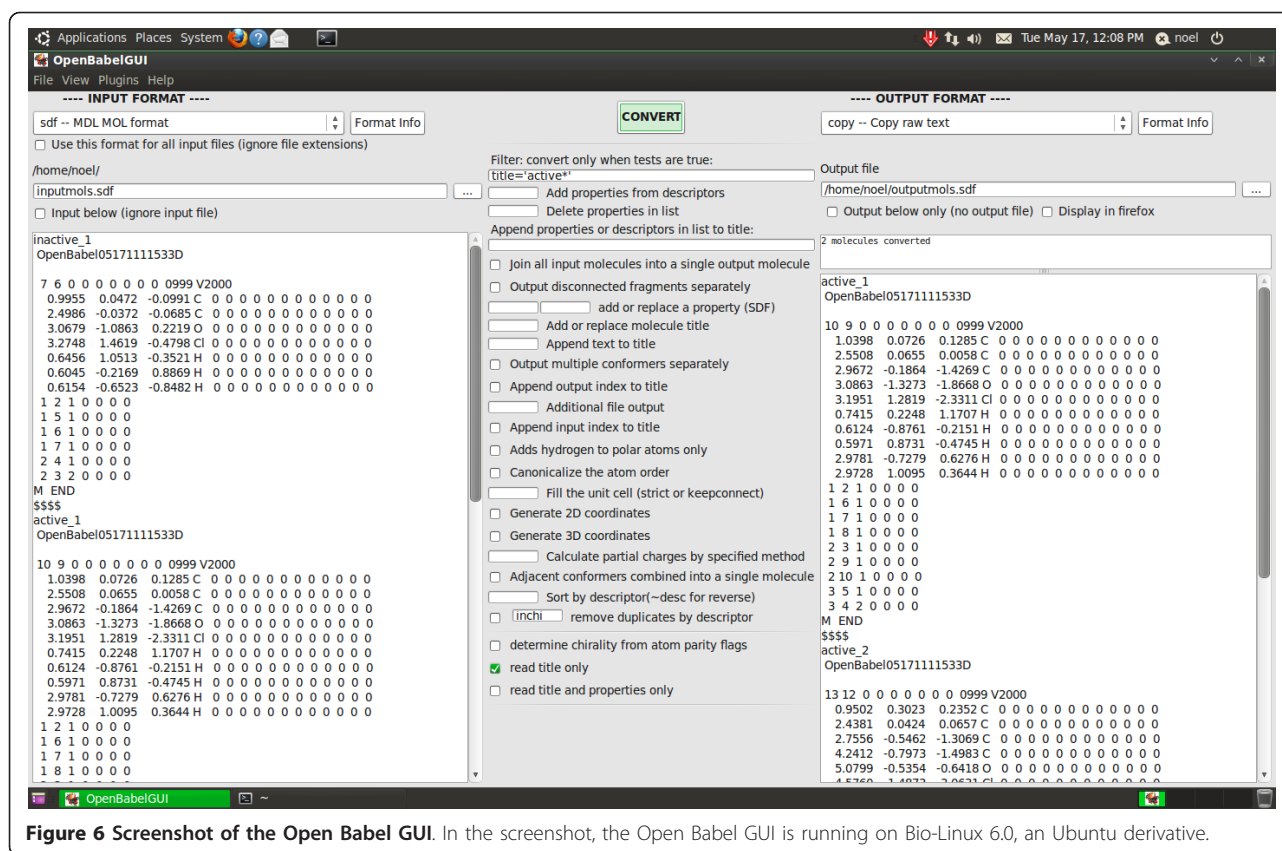 Applications Places System
Tue May 17, 12:08 PM noel
OpenBabelGUI
File View Plugins Help
---- INPUT FORMAT ----
sdf -- MDL MOL format
Format Info
Use this format for all input files (ignore file extensions)
/home/noel/
inputmols.sdf
...
Input below (ignore input file)
inactive_1
OpenBabel05171111533D
7 6 0 0 0 0 0 0 0 0 0999 V2000
0.9955 0.0472 -0.0991 C 0 0 0 0 0 0 0 0 0 0 0 0
2.4986 -0.0372 -0.0685 C 0 0 0 0 0 0 0 0 0 0 0 0
3.0679 -1.0863 0.2219 O 0 0 0 0 0 0 0 0 0 0 0 0
3.2748 1.4619 -0.4798 Cl 0 0 0 0 0 0 0 0 0 0 0 0
0.6456 1.0513 -0.3521 H 0 0 0 0 0 0 0 0 0 0 0 0
0.6045 -0.2169 0.8869 H 0 0 0 0 0 0 0 0 0 0 0 0
0.6154 -0.6523 -0.8482 H 0 0 0 0 0 0 0 0 0 0 0 0
1 2 1 0 0 0 0
1 5 1 0 0 0 0
1 6 1 0 0 0 0
1 7 1 0 0 0 0
2 4 1 0 0 0 0
2 3 2 0 0 0 0
M END
$$$$
active_1
OpenBabel05171111533D
10 9 0 0 0 0 0 0 0 0 0999 V2000
1.0398 0.0726 0.1285 C 0 0 0 0 0 0 0 0 0 0 0 0
2.5508 0.0655 0.0058 C 0 0 0 0 0 0 0 0 0 0 0 0
2.9672 -0.1864 -1.4269 C 0 0 0 0 0 0 0 0 0 0 0 0
3.0863 -1.3273 -1.8668 O 0 0 0 0 0 0 0 0 0 0 0 0
3.1951 1.2819 -2.3311 Cl 0 0 0 0 0 0 0 0 0 0 0 0
0.7415 0.2248 1.1707 H 0 0 0 0 0 0 0 0 0 0 0 0
0.6124 -0.8761 -0.2151 H 0 0 0 0 0 0 0 0 0 0 0 0
0.5971 0.8731 -0.4745 H 0 0 0 0 0 0 0 0 0 0 0 0
2.9781 -0.7279 0.6276 H 0 0 0 0 0 0 0 0 0 0 0 0
2.9728 1.0095 0.3644 H 0 0 0 0 0 0 0 0 0 0 0 0
1 2 1 0 0 0 0
1 6 1 0 0 0 0
1 7 1 0 0 0 0
1 8 1 0 0 0 0
CONVERT
Filter: convert only when tests are true:
title='active*'
Add properties from descriptors
Delete properties in list
Append properties or descriptors in list to title:
Join all input molecules into a single output molecule
Output disconnected fragments separately
add or replace a property (SDF)
Add or replace molecule title
Append text to title
Output multiple conformers separately
Append output index to title
Additional file output
Append input index to title
Adds hydrogen to polar atoms only
Canonicalize the atom order
Fill the unit cell (strict or keepconnect)
Generate 2D coordinates
Generate 3D coordinates
Calculate partial charges by specified method
Adjacent conformers combined into a single molecule
Sort by descriptor(~desc for reverse)
inchi remove duplicates by descriptor
determine chirality from atom parity flags
read title only
read title and properties only
---- OUTPUT FORMAT ----
copy -- Copy raw text
Format Info
Output file
/home/noel/outputmols.sdf
...
Output below only (no output file) Display in firefox
2 molecules converted
active_1
OpenBabel05171111533D
10 9 0 0 0 0 0 0 0 0 0999 V2000
1.0398 0.0726 0.1285 C 0 0 0 0 0 0 0 0 0 0 0 0
2.5508 0.0655 0.0058 C 0 0 0 0 0 0 0 0 0 0 0 0
2.9672 -0.1864 -1.4269 C 0 0 0 0 0 0 0 0 0 0 0 0
3.0863 -1.3273 -1.8668 O 0 0 0 0 0 0 0 0 0 0 0 0
3.1951 1.2819 -2.3311 Cl 0 0 0 0 0 0 0 0 0 0 0 0
0.7415 0.2248 1.1707 H 0 0 0 0 0 0 0 0 0 0 0 0
0.6124 -0.8761 -0.2151 H 0 0 0 0 0 0 0 0 0 0 0 0
0.5971 0.8731 -0.4745 H 0 0 0 0 0 0 0 0 0 0 0 0
2.9781 -0.7279 0.6276 H 0 0 0 0 0 0 0 0 0 0 0 0
2.9728 1.0095 0.3644 H 0 0 0 0 0 0 0 0 0 0 0 0
1 2 1 0 0 0 0
1 6 1 0 0 0 0
1 7 1 0 0 0 0
1 8 1 0 0 0 0
2 3 1 0 0 0 0
2 9 1 0 0 0 0
2 10 1 0 0 0 0
3 5 1 0 0 0 0
3 4 2 0 0 0 0
M END
$$$$
active_2
OpenBabel05171111533D
13 12 0 0 0 0 0 0 0 0 0999 V2000
0.9502 0.3023 0.2352 C 0 0 0 0 0 0 0 0 0 0 0 0
2.4381 0.0424 0.0657 C 0 0 0 0 0 0 0 0 0 0 0 0
2.7556 -0.5462 -1.3069 C 0 0 0 0 0 0 0 0 0 0 0 0
4.2412 -0.7973 -1.4983 C 0 0 0 0 0 0 0 0 0 0 0 0
5.0799 -0.5354 -0.6418 O 0 0 0 0 0 0 0 0 0 0 0 0
OpenBabelGUI
~
Figure 6 Screenshot of the Open Babel GUI. In the screenshot, the Open Babel GUI is running on Bio-Linux 6.0, an Ubuntu derivative.